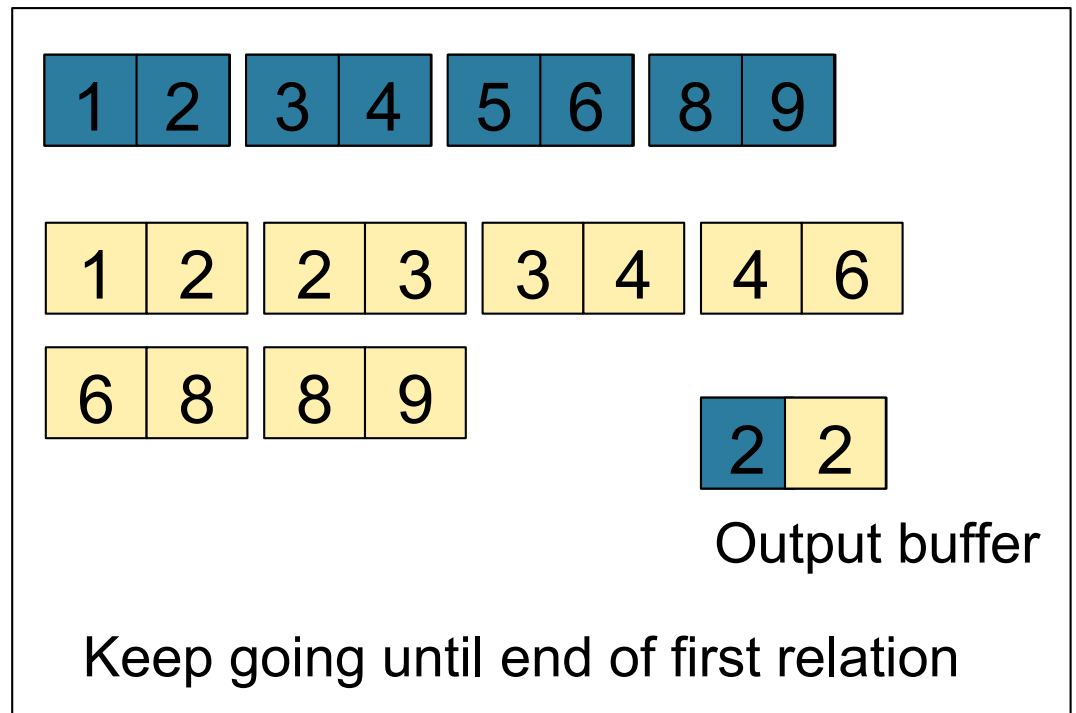 1 2 3 4 5 6 8 9
1 2 2 3 3 4 4 6
6 8 8 9
2 2
Output buffer
Keep going until end of first relation